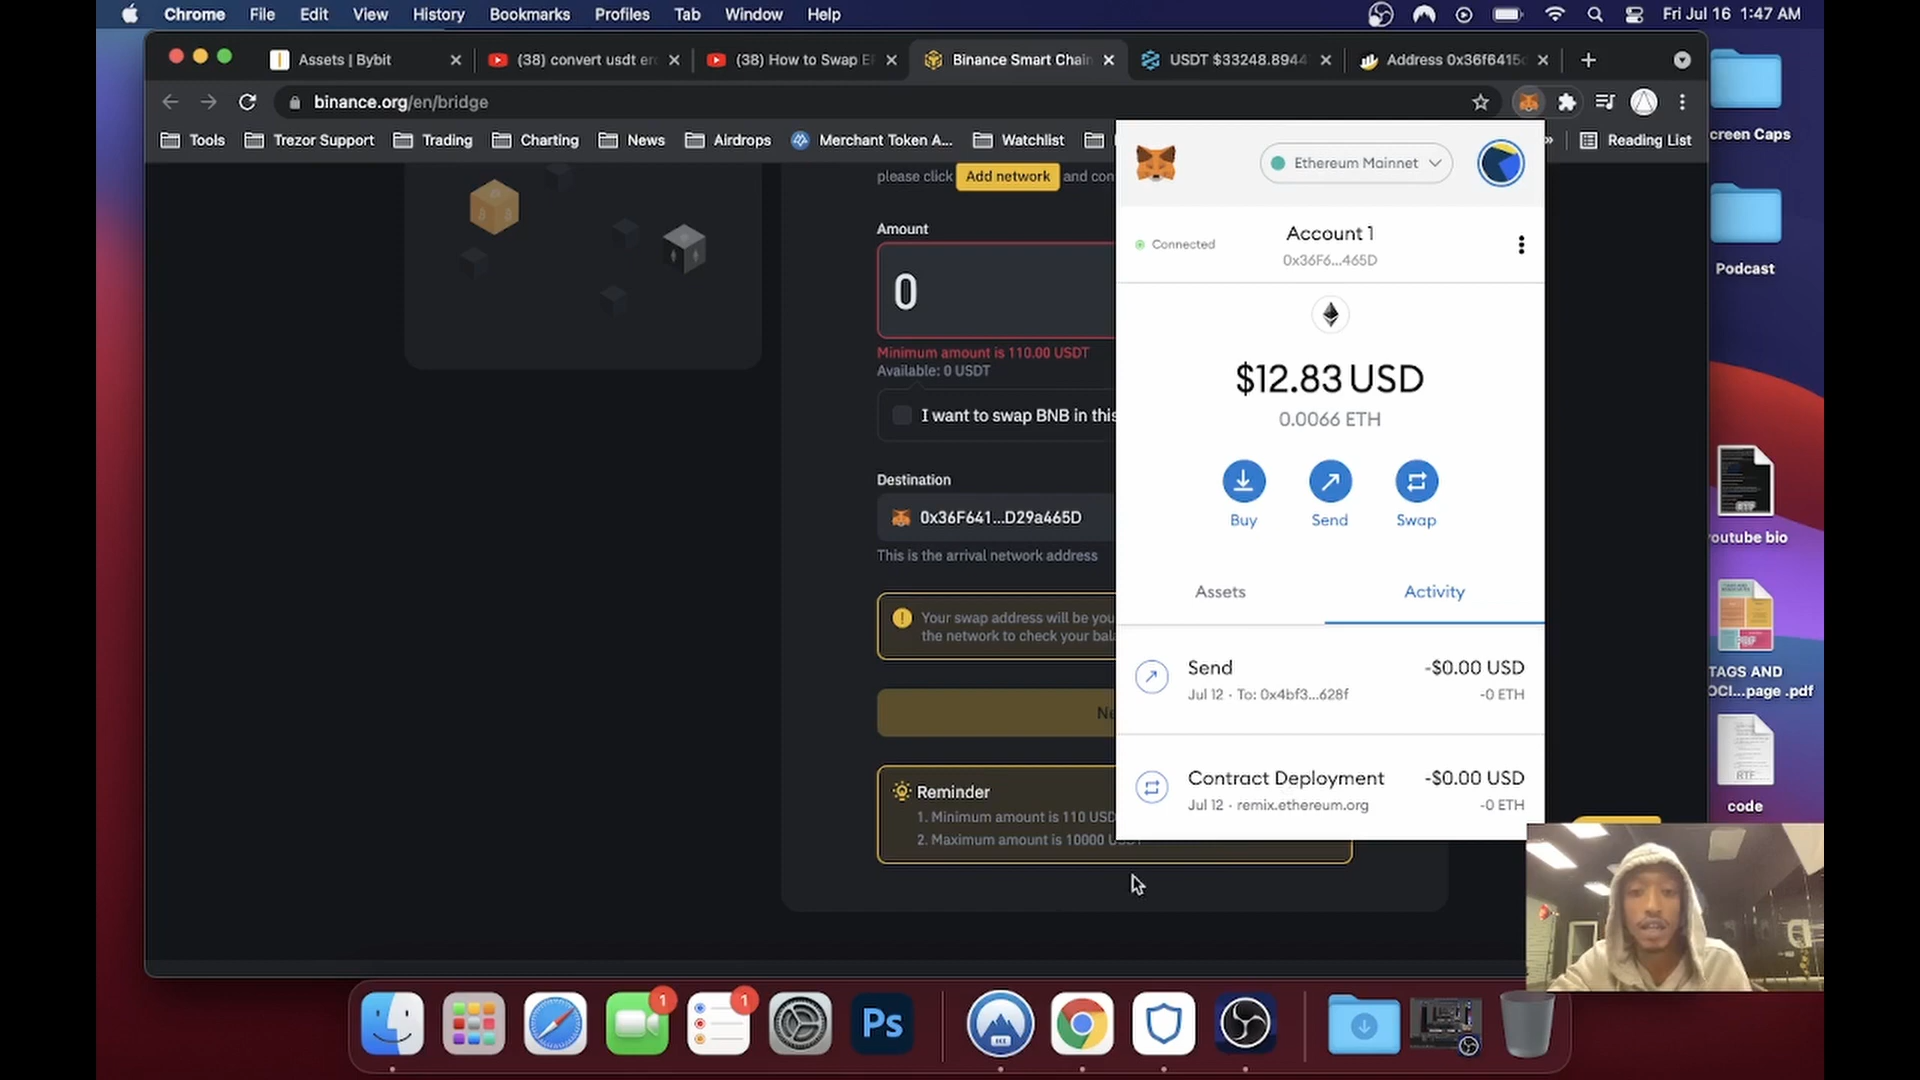 Chrome File Edit View History Bookmarks Profiles Tab Window Help
Fri Jul 16 1:47 AM
Assets | Bybit
(38) convert usdt er
(38) How to Swap E
Binance Smart Chain
USDT $33248.8944
Address 0x36f6415
binance.org/en/bridge
Tools
Trezor Support
Trading
Charting
News
Airdrops
Merchant Token A...
Watchlist
»
Reading List
please click Add network and con
Amount
0
Minimum amount is 110.00 USDT
Available: 0 USDT
I want to swap BNB in this
Destination
0x36F641...D29a465D
This is the arrival network address
Your swap address will be you
the network to check your bala
Ne
Reminder
1. Minimum amount is 110 USD
2. Maximum amount is 10000 USDT
Ethereum Mainnet
Connected
Account 1
0x36F6...465D
$12.83 USD
0.0066 ETH
Buy
Send
Swap
Assets
Activity
Send
-$0.00 USD
Jul 12 · To: 0x4bf3...628f
-0 ETH
Contract Deployment
-$0.00 USD
Jul 12 · remix.ethereum.org
-0 ETH
creen Caps
Podcast
RTF
youtube bio
TAGS AND
OCI...page .pdf
RTF
code
1
1
Ps